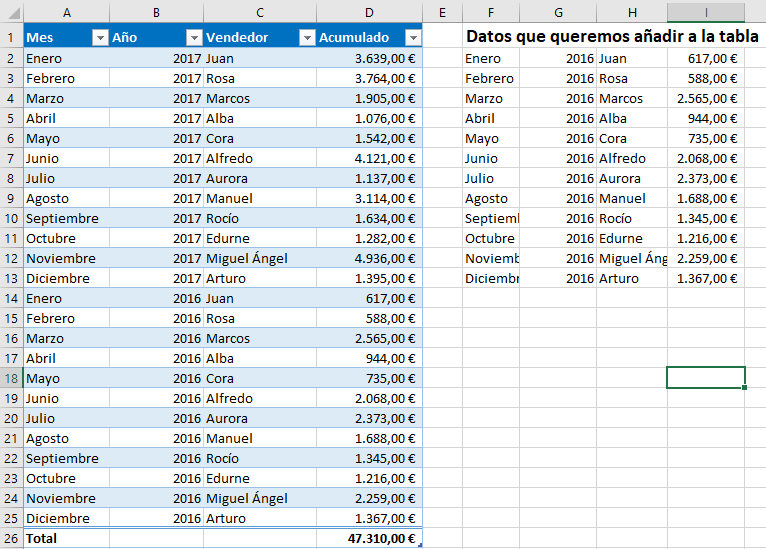 A B C D E F G H I
1 Mes Año Vendedor Acumulado Datos que queremos añadir a la tabla
2 Enero 2017 Juan 3.639,00 € Enero 2016 Juan 617,00 €
3 Febrero 2017 Rosa 3.764,00 € Febrero 2016 Rosa 588,00 €
4 Marzo 2017 Marcos 1.905,00 € Marzo 2016 Marcos 2.565,00 €
5 Abril 2017 Alba 1.076,00 € Abril 2016 Alba 944,00 €
6 Mayo 2017 Cora 1.542,00 € Mayo 2016 Cora 735,00 €
7 Junio 2017 Alfredo 4.121,00 € Junio 2016 Alfredo 2.068,00 €
8 Julio 2017 Aurora 1.137,00 € Julio 2016 Aurora 2.373,00 €
9 Agosto 2017 Manuel 3.114,00 € Agosto 2016 Manuel 1.688,00 €
10 Septiembre 2017 Rocío 1.634,00 € Septiem 2016 Rocío 1.345,00 €
11 Octubre 2017 Edurne 1.282,00 € Octubre 2016 Edurne 1.216,00 €
12 Noviembre 2017 Miguel Ángel 4.936,00 € Noviemb 2016 Miguel Áng 2.259,00 €
13 Diciembre 2017 Arturo 1.395,00 € Diciembr 2016 Arturo 1.367,00 €
14 Enero 2016 Juan 617,00 €
15 Febrero 2016 Rosa 588,00 €
16 Marzo 2016 Marcos 2.565,00 €
17 Abril 2016 Alba 944,00 €
18 Mayo 2016 Cora 735,00 €
19 Junio 2016 Alfredo 2.068,00 €
20 Julio 2016 Aurora 2.373,00 €
21 Agosto 2016 Manuel 1.688,00 €
22 Septiembre 2016 Rocío 1.345,00 €
23 Octubre 2016 Edurne 1.216,00 €
24 Noviembre 2016 Miguel Ángel 2.259,00 €
25 Diciembre 2016 Arturo 1.367,00 €
26 Total 47.310,00 €